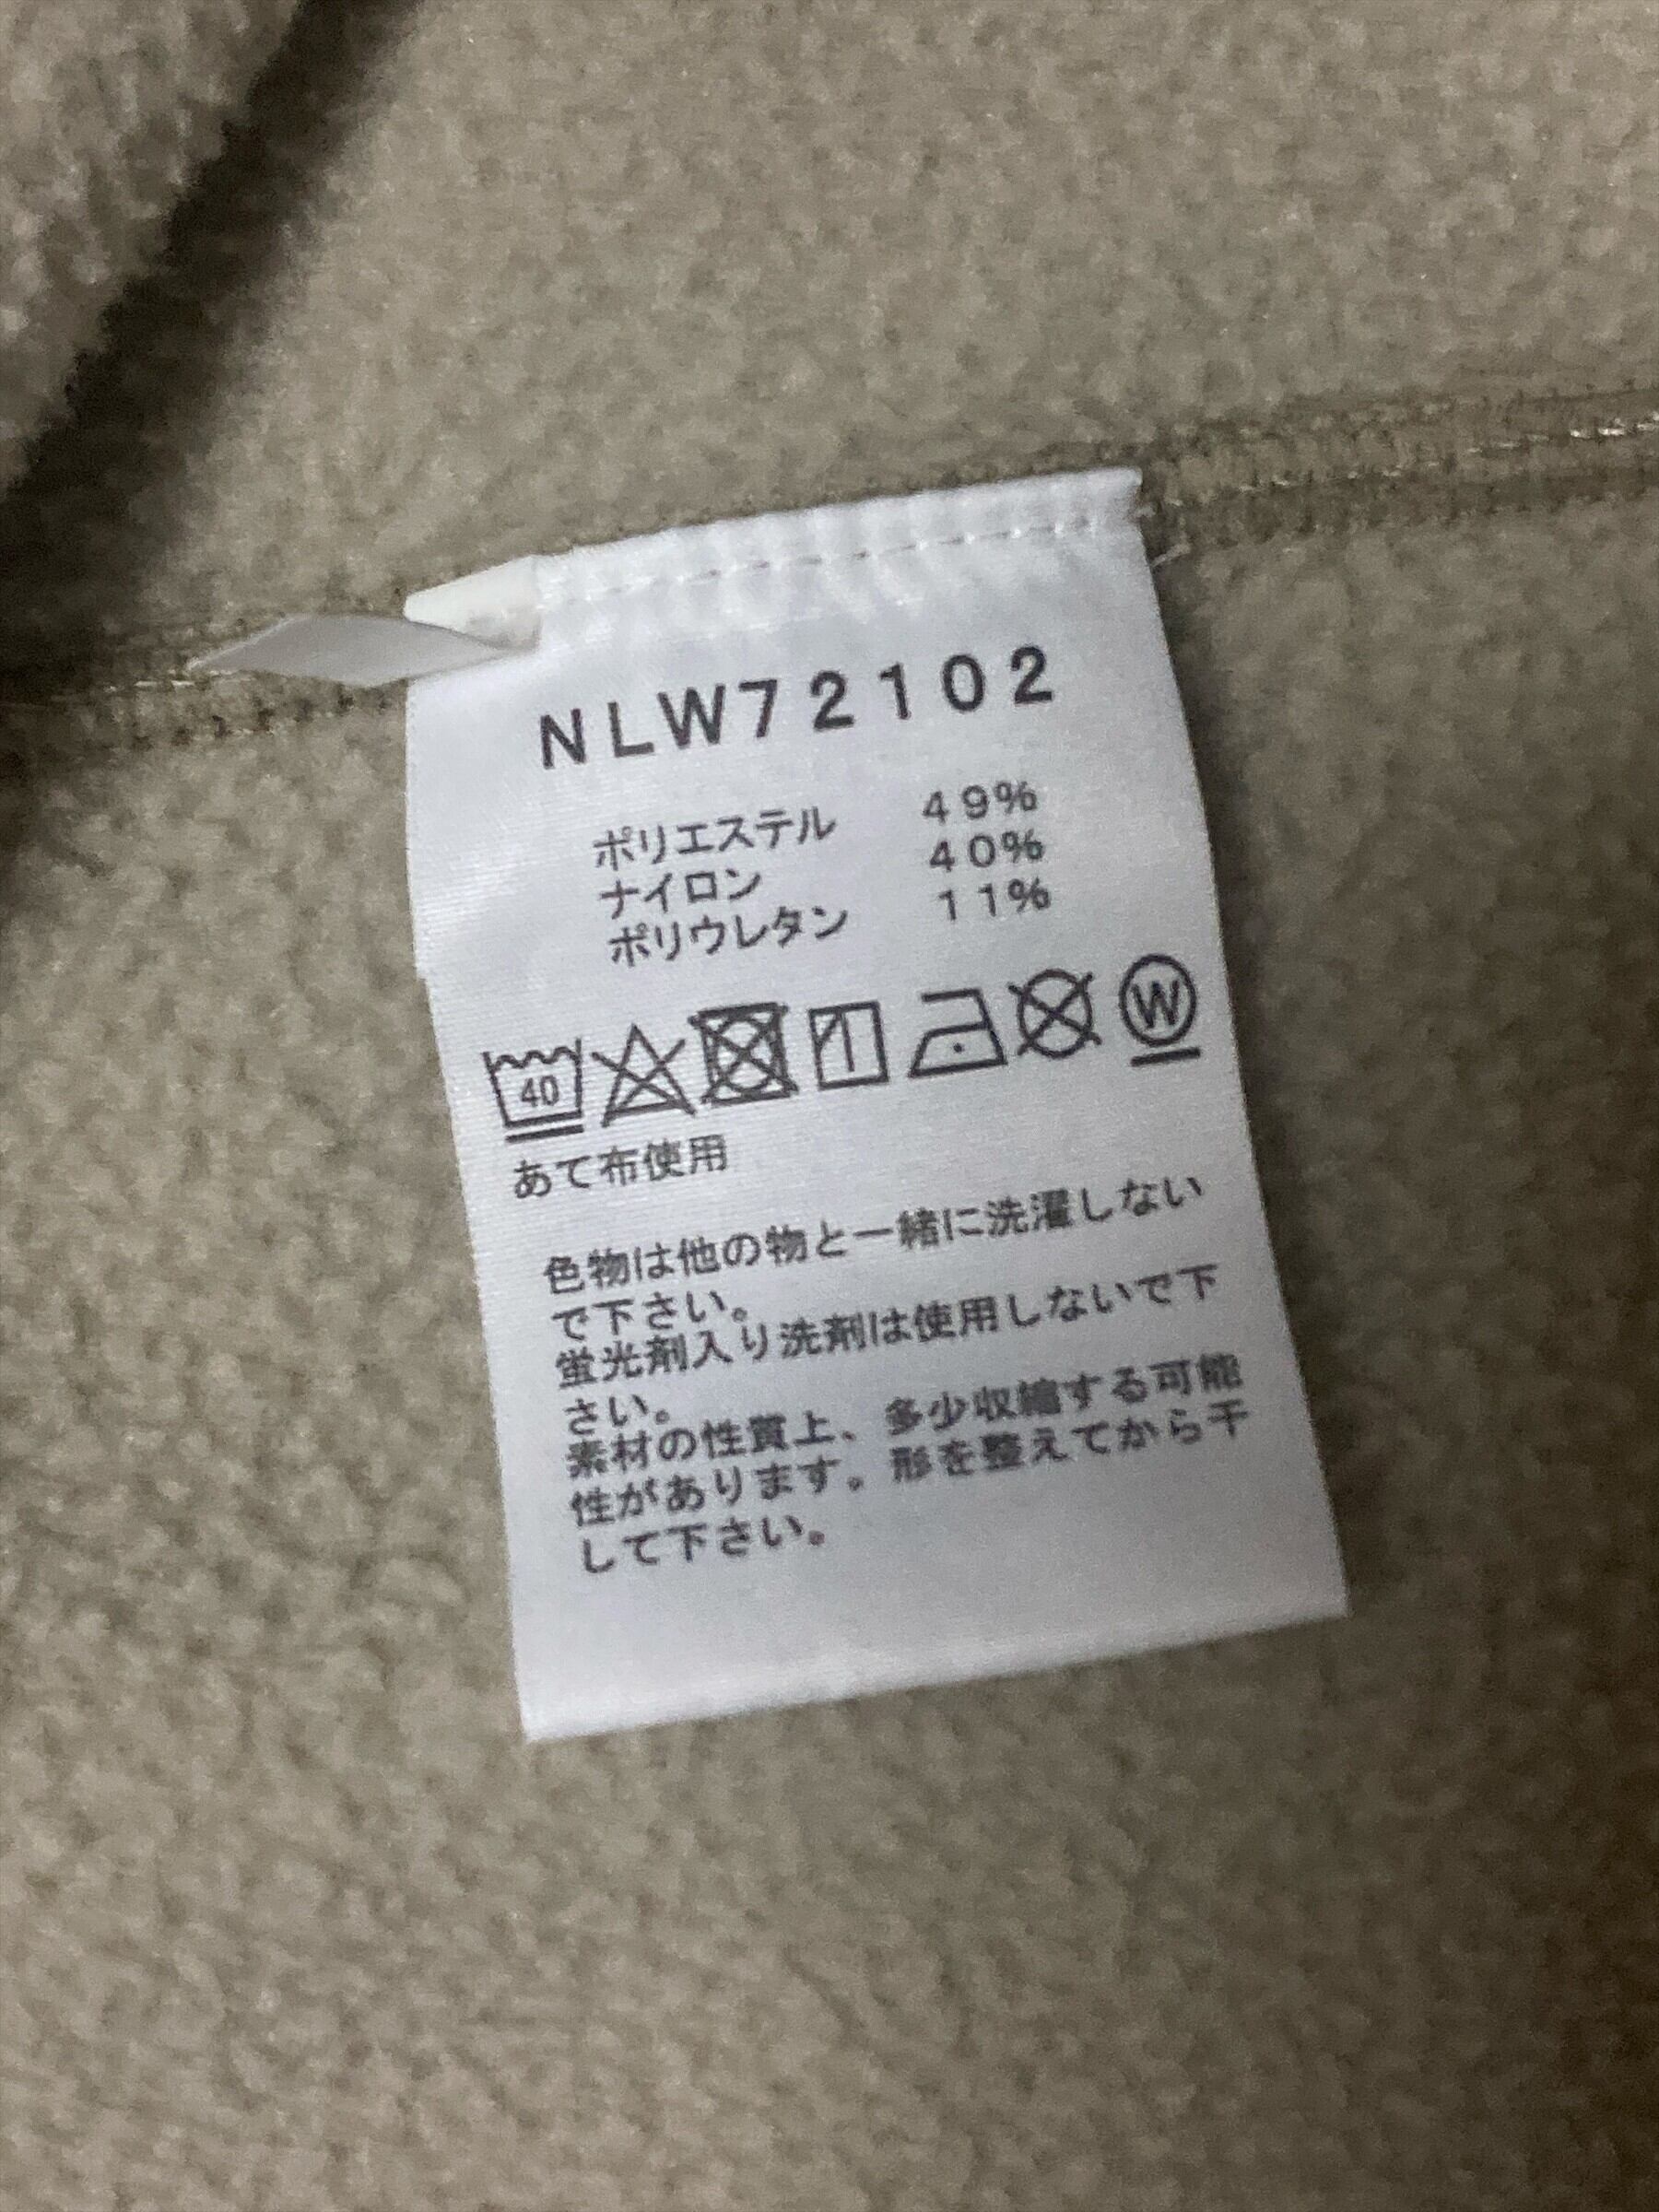 NLW72102
ポリエステル 49%
ナイロン 40%
ポリウレタン 11%
40 W
あて布使用
色物は他の物と一緒に洗濯しない
で下さい。
蛍光剤入り洗剤は使用しないで下
さい。
素材の性質上、多少収縮する可能
性があります。形を整えてから干
して下さい。